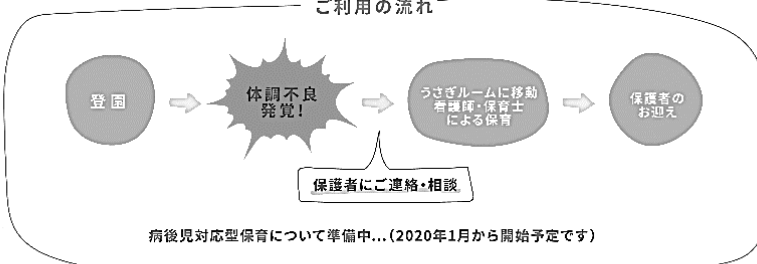 ご利用の流れ
登園
体調不良
発覚!
うさぎルームに移動
看護師・保育士
による保育
保護者の
お迎え
保護者にご連絡・相談
病後児対応型保育について準備中...(2020年1月から開始予定です)